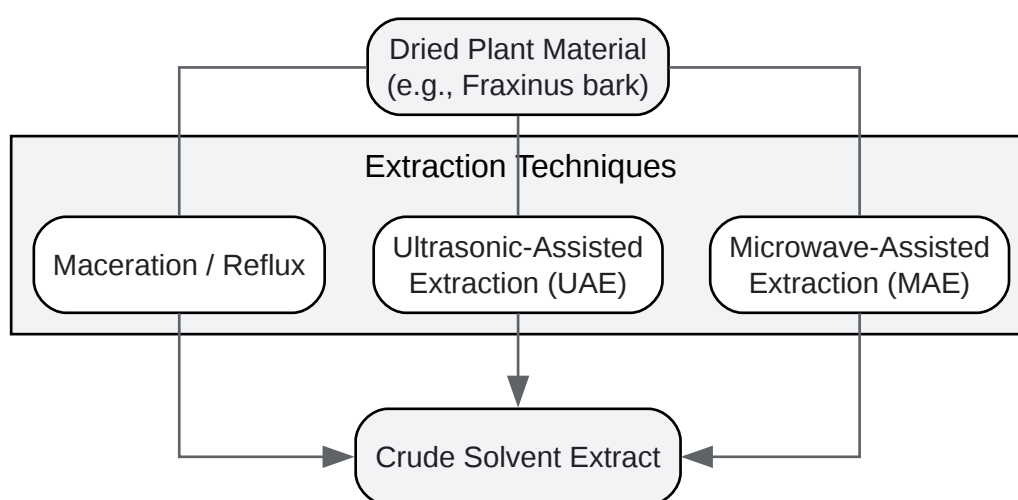 Dried Plant Material
(e.g., Fraxinus bark)
Extraction Techniques
Maceration / Reflux
Ultrasonic-Assisted
Extraction (UAE)
Microwave-Assisted
Extraction (MAE)
Crude Solvent Extract